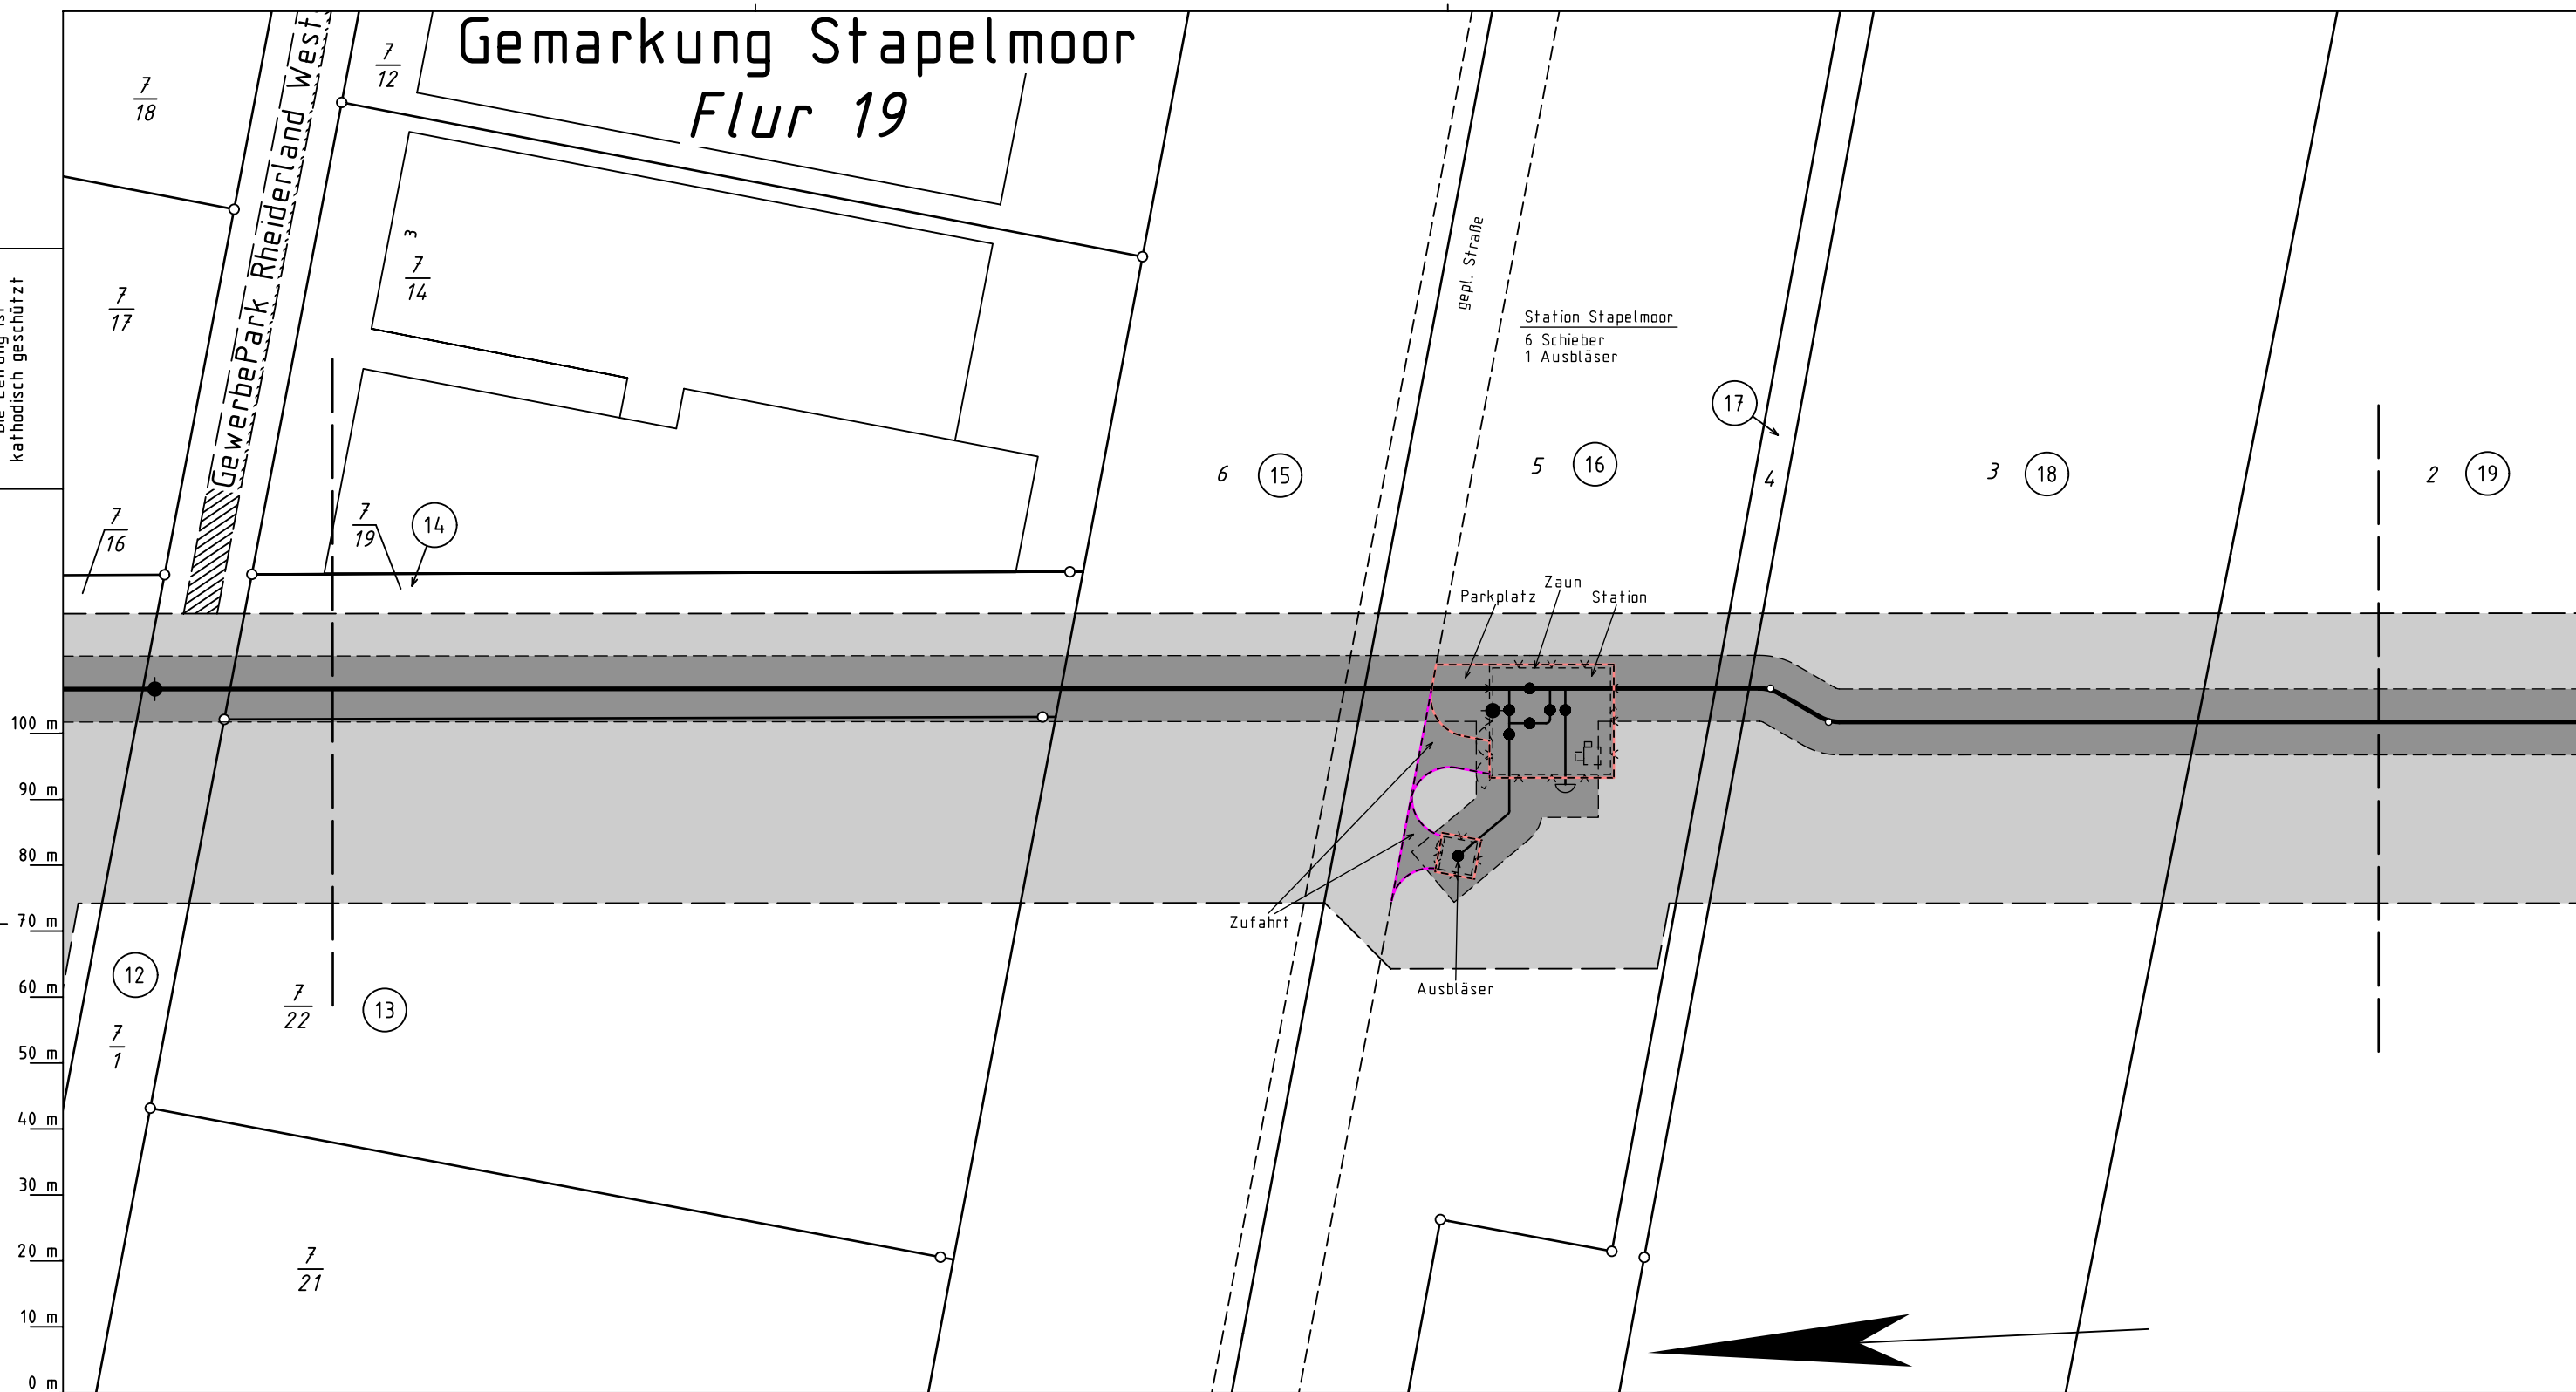 Gemarkung Stapelmoor
Flur 19
7
18
7
12
GewerbePark Rheiderland West
3
7
14
7
17
kathodisch geschützt
gepl. Straße
Station Stapelmoor
6 Schieber
1 Ausbläser
17
6
15
5
16
4
3
18
2
19
7
16
7
19
14
Parkplatz
Zaun
Station
Zufahrt
Ausbläser
12
7
1
7
22
13
7
21
100 m
90 m
80 m
70 m
60 m
50 m
40 m
30 m
20 m
10 m
0 m